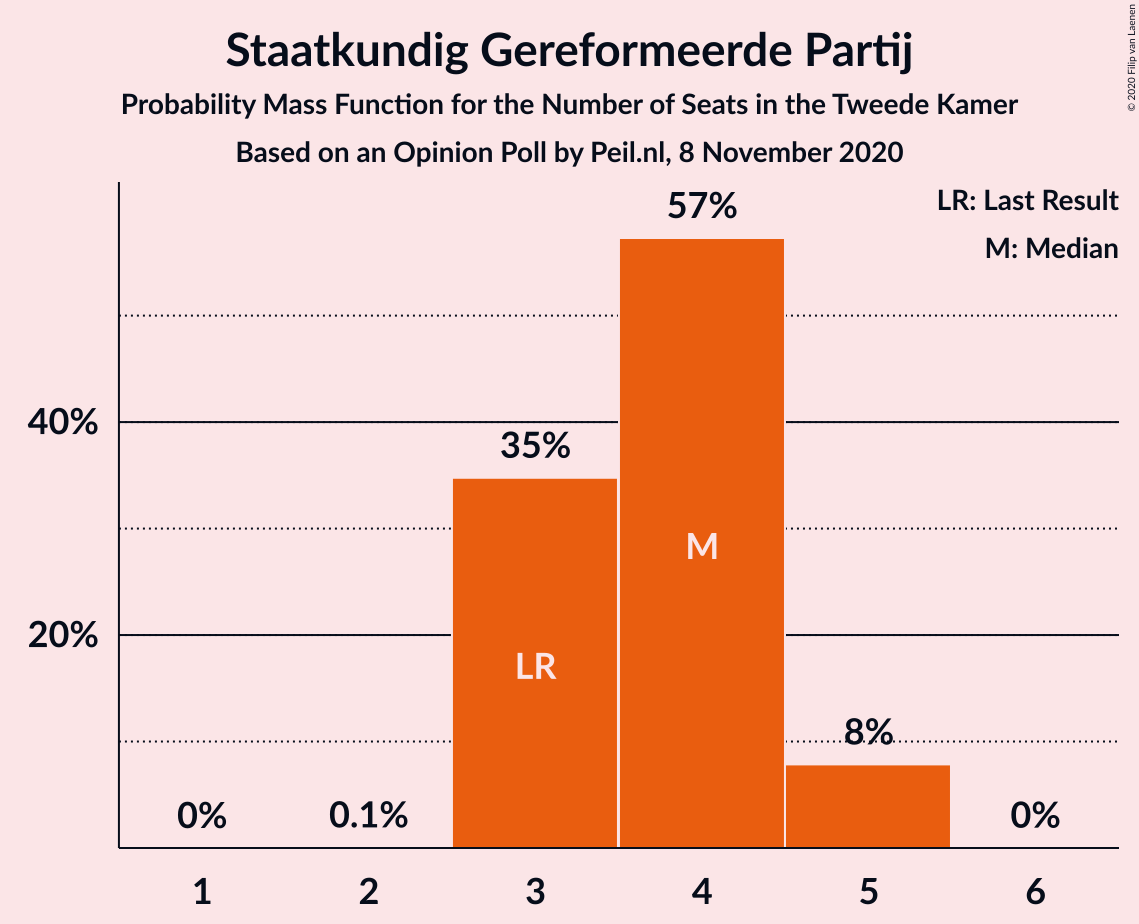 Staatkundig Gereformeerde Partij
Probability Mass Function for the Number of Seats in the Tweede Kamer
Based on an Opinion Poll by Peil.nl, 8 November 2020
© 2020 Filip van Laenen
LR: Last Result
M: Median
57%
40%
35%
M
20%
LR
8%
0%
0.1%
0%
1
2
3
4
5
6